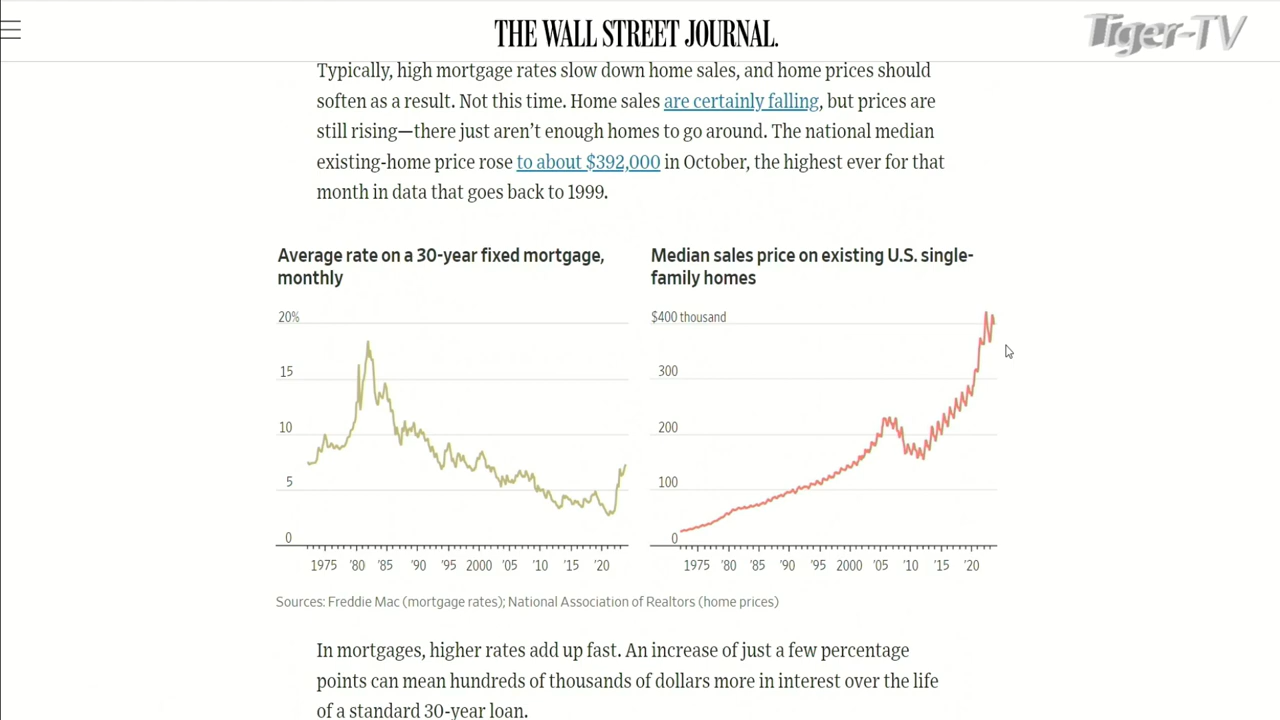 THE WALL STREET JOURNAL.
Tiger-TV
Typically, high mortgage rates slow down home sales, and home prices should
soften as a result. Not this time. Home sales are certainly falling, but prices are
still rising—there just aren’t enough homes to go around. The national median
existing-home price rose to about $392,000 in October, the highest ever for that
month in data that goes back to 1999.
Average rate on a 30-year fixed mortgage,
monthly
20%
15
10
5
0
1975 ’80 ’85 ’90 ’95 2000 ’05 ’10 ’15 ’20
Median sales price on existing U.S. single-
family homes
$400 thousand
300
200
100
0
1975 ’80 ’85 ’90 ’95 2000 ’05 ’10 ’15 ’20
Sources: Freddie Mac (mortgage rates); National Association of Realtors (home prices)
In mortgages, higher rates add up fast. An increase of just a few percentage
points can mean hundreds of thousands of dollars more in interest over the life
of a standard 30-year loan.